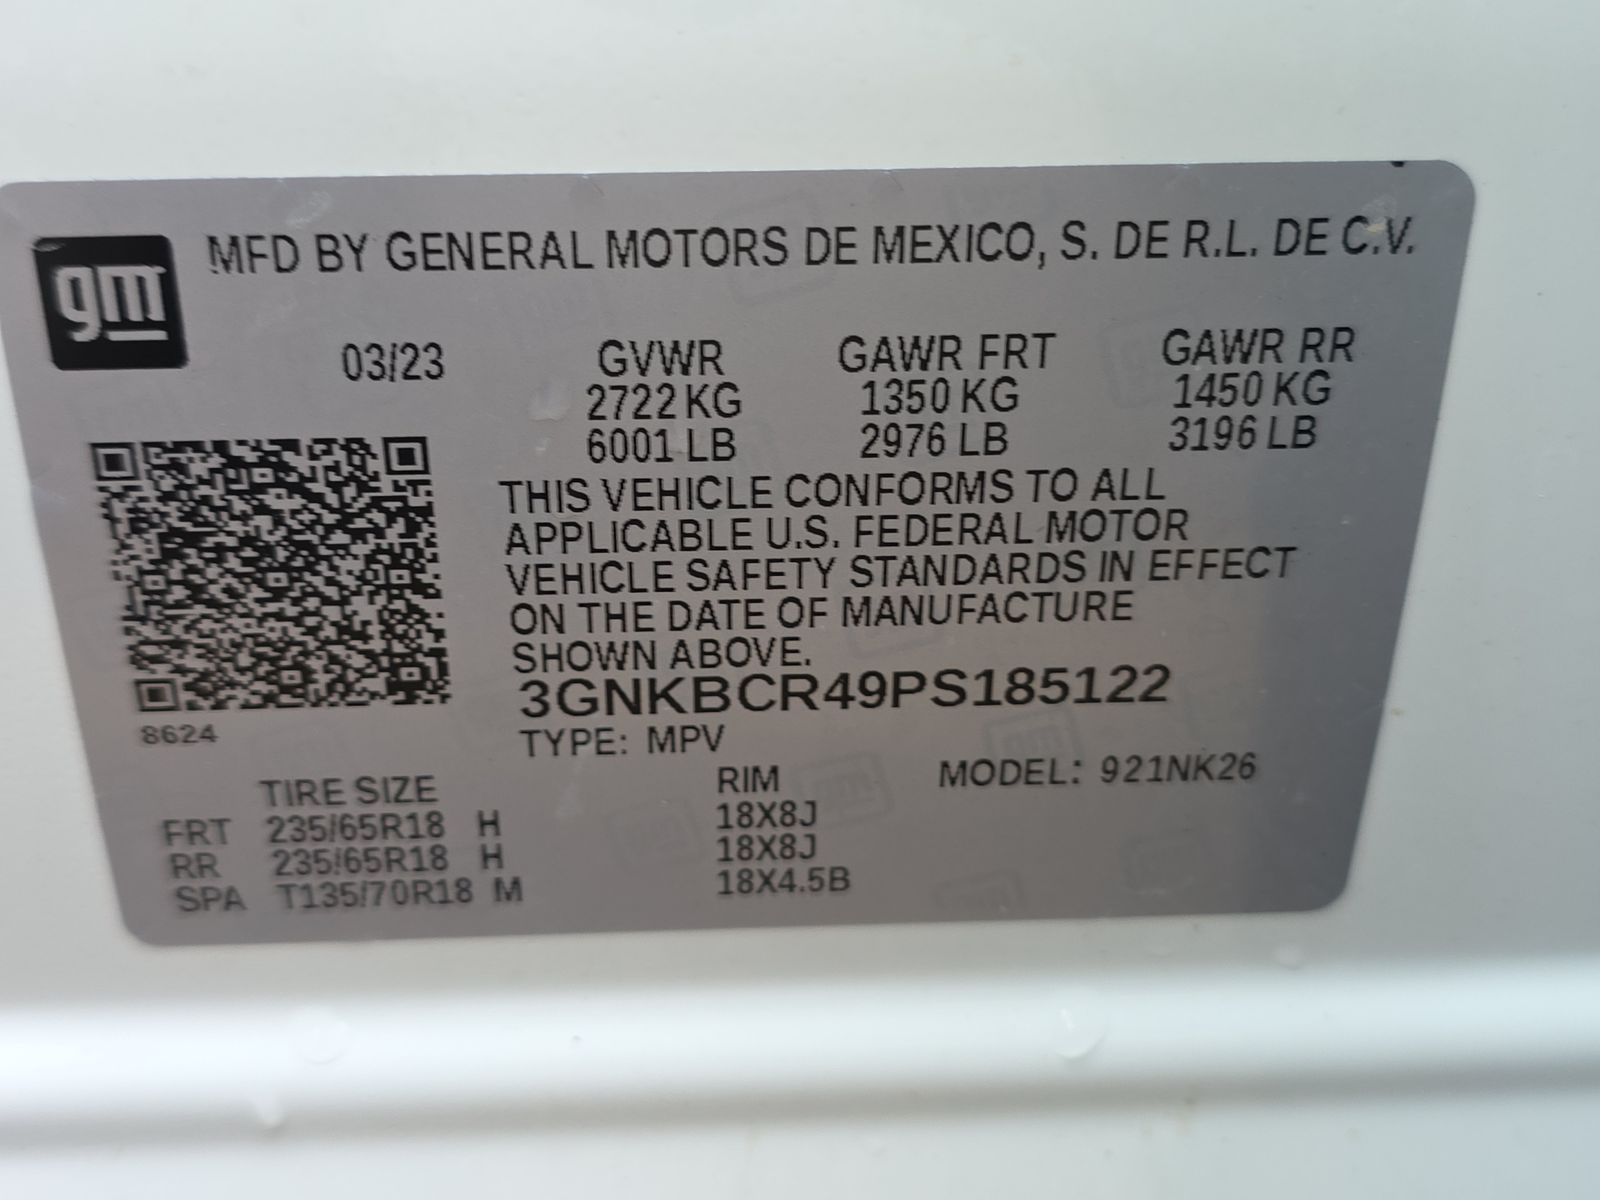 gm
MFD BY GENERAL MOTORS DE MEXICO, S. DE R.L. DE C.V.
03/23 GVWR GAWR FRT GAWR RR
2722 KG 1350 KG 1450 KG
6001 LB 2976 LB 3196 LB
THIS VEHICLE CONFORMS TO ALL
APPLICABLE U.S. FEDERAL MOTOR
VEHICLE SAFETY STANDARDS IN EFFECT
ON THE DATE OF MANUFACTURE
SHOWN ABOVE.
3GNKBCR49PS185122
8624
TYPE: MPV
TIRE SIZE RIM MODEL: 921NK26
FRT 235/65R18 H 18X8J
RR 235/65R18 H 18X8J
SPA T135/70R18 M 18X4.5B